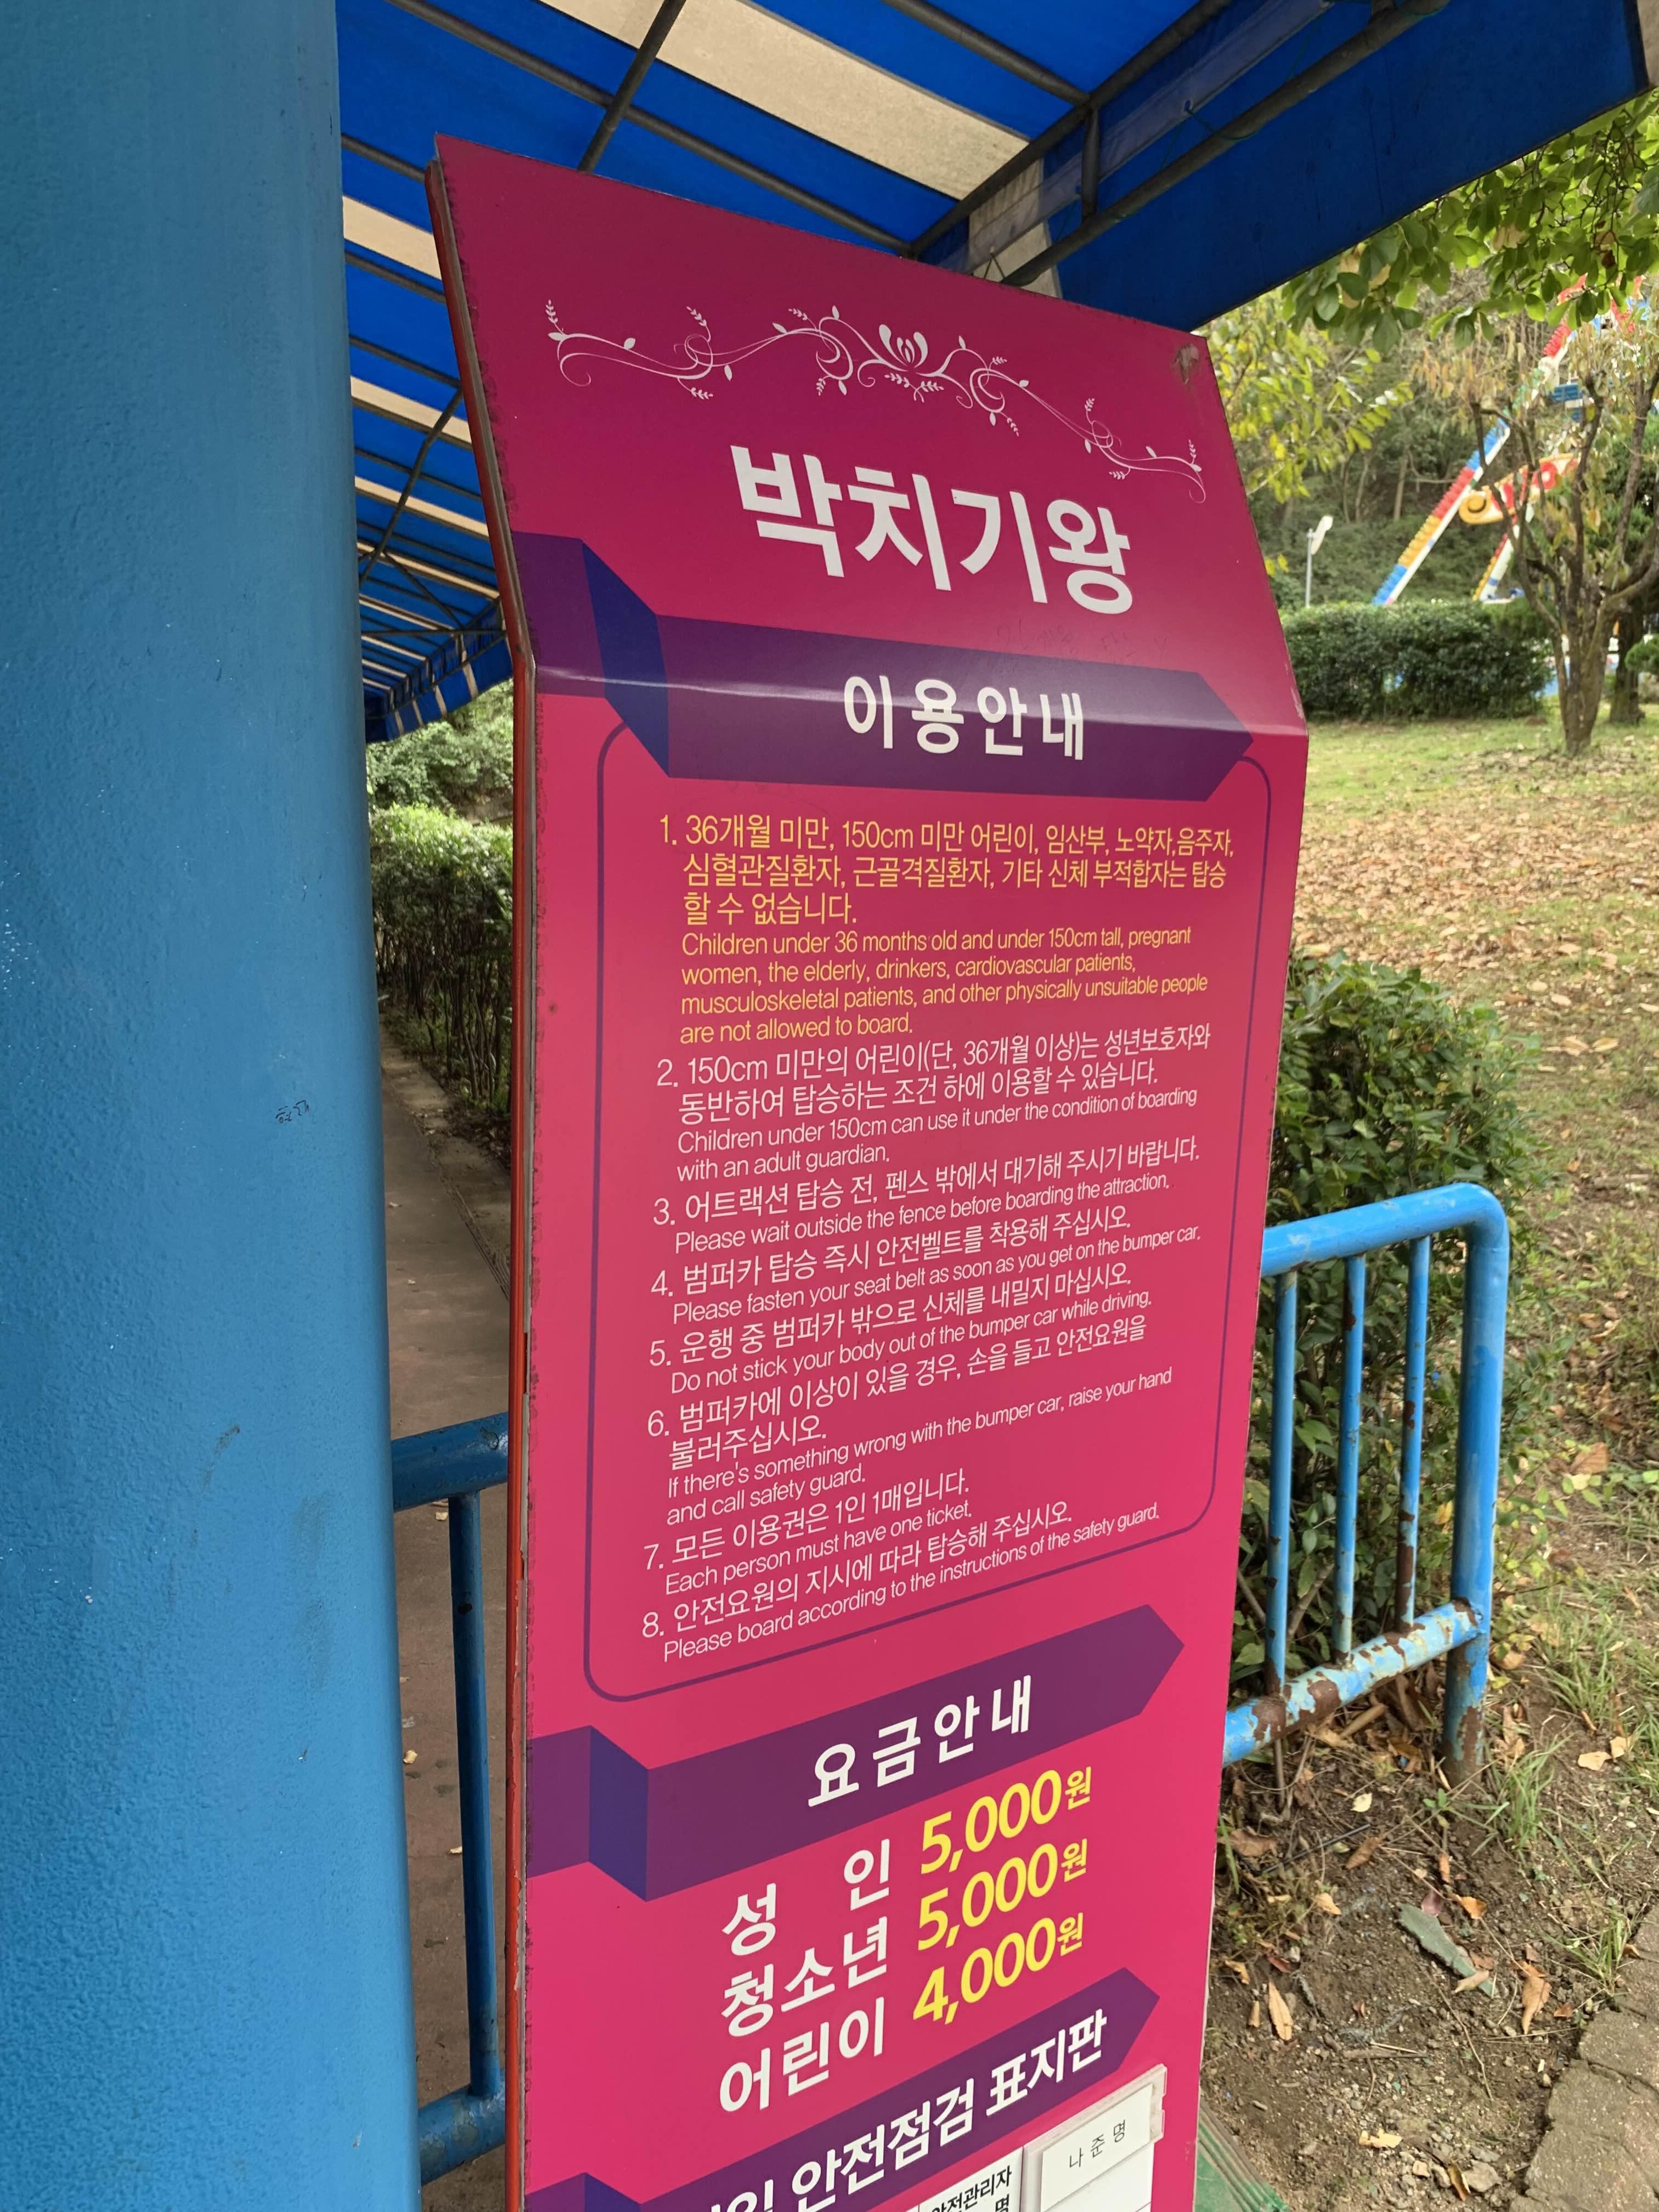 박치기왕
이용안내
1. 36개월 미만, 150cm 미만 어린이, 임산부, 노약자,음주자,
심혈관질환자, 근골격질환자, 기타 신체 부적합자는 탑승
할 수 없습니다.
Children under 36 months old and under 150cm tall, pregnant
women, the elderly, drinkers, cardiovascular patients,
musculoskeletal patients, and other physically unsuitable people
are not allowed to board.
2. 150cm 미만의 어린이(단, 36개월 이상)는 성년보호자와
동반하여 탑승하는 조건 하에 이용할 수 있습니다.
Children under 150cm can use it under the condition of boarding
with an adult guardian.
3. 어트랙션 탑승 전, 펜스 밖에서 대기해 주시기 바랍니다.
Please wait outside the fence before boarding the attraction.
4. 범퍼카 탑승 즉시 안전벨트를 착용해 주십시오.
Please fasten your seat belt as soon as you get on the bumper car.
5. 운행 중 범퍼카 밖으로 신체를 내밀지 마십시오.
Do not stick your body out of the bumper car while driving.
6. 범퍼카에 이상이 있을 경우, 손을 들고 안전요원을
불러주십시오.
If there's something wrong with the bumper car, raise your hand
and call safety guard.
7. 모든 이용권은 1인 1매입니다.
Each person must have one ticket.
8. 안전요원의 지시에 따라 탑승해 주십시오.
Please board according to the instructions of the safety guard.
요금안내
성 인 5,000원
청소년 5,000원
어린이 4,000원
안전점검 표지판
안전관리자
명
나 준 명